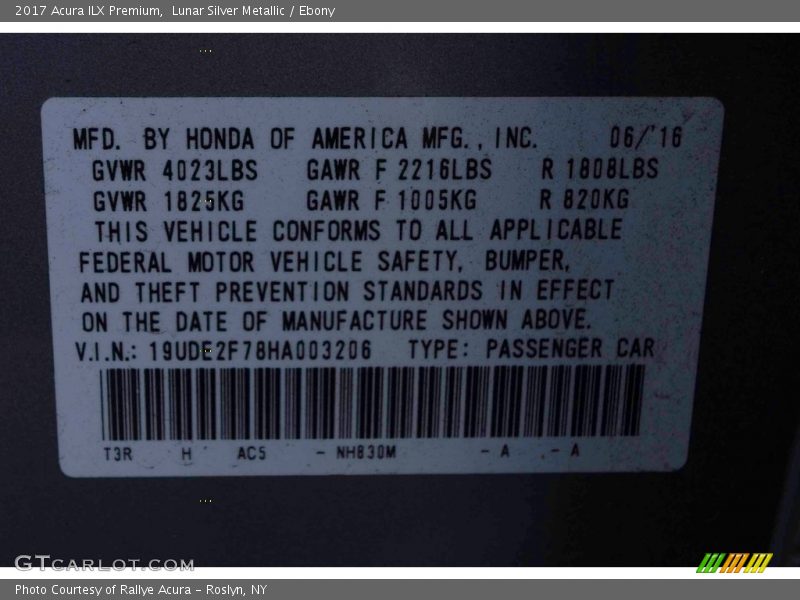 2017 Acura ILX Premium,  Lunar Silver Metallic / Ebony
MFD. BY HONDA OF AMERICA MFG., INC. 06/'16
GVWR 4023LBS GAWR F 2216LBS R 1808LBS
GVWR 1825KG GAWR F 1005KG R 820KG
THIS VEHICLE CONFORMS TO ALL APPLICABLE
FEDERAL MOTOR VEHICLE SAFETY, BUMPER,
AND THEFT PREVENTION STANDARDS IN EFFECT
ON THE DATE OF MANUFACTURE SHOWN ABOVE.
V.I.N.: 19UDE2F78HA003206 TYPE: PASSENGER CAR
T3R H AC5 - NH830M - A - A
GTCARLOT.COM
Photo Courtesy of Rallye Acura – Roslyn, NY